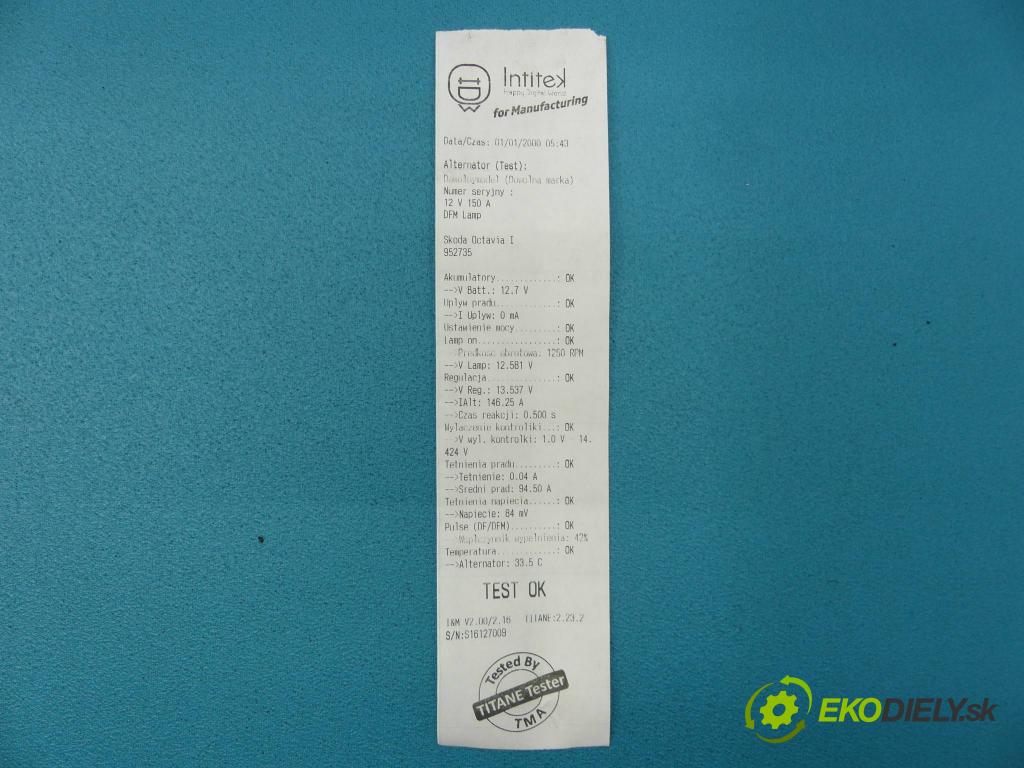 Intitek
Happy Digital World
for Manufacturing
Data/Czas: 01/01/2000 05:43
Alternator (Test):
Dowolnymodel (Dowolna marka)
Numer seryjny :
12 V 150 A
DFM Lamp
Skoda Octavia I
952735
Akumulatory............: OK
-->V Batt.: 12.7 V
Uplyw pradu............: OK
-->I Uplyw: 0 mA
Ustawienie mocy........: OK
Lamp on................: OK
-->Predkosc obrotowa: 1250 RPM
-->V Lamp: 12.581 V
Regulacja..............: OK
-->V Reg.: 13.537 V
-->IAlt: 146.25 A
-->Czas reakcji: 0.500 s
Wylaczenie kontrolki...: OK
-->V wyl. kontrolki: 1.0 V - 14.
424 V
Tetnienia pradu........: OK
-->Tetnienie: 0.04 A
-->Sredni prad: 94.50 A
Tetnienia napiecia.....: OK
-->Napiecie: 84 mV
Pulse (DF/DFM).........: OK
-->Wspolczynnik wypelnienia: 42%
Temperatura............: OK
-->Alternator: 33.5 C
TEST OK
I&M V2.00/2.16 TITANE:2.23.2
S/N:S16127009
Tested By
TITANE Tester
TMA
EKODIELY.sk